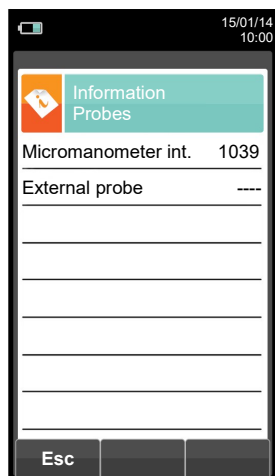 15/01/14
10:00
Information
Probes
Micromanometer int. 1039
External probe ----
Esc